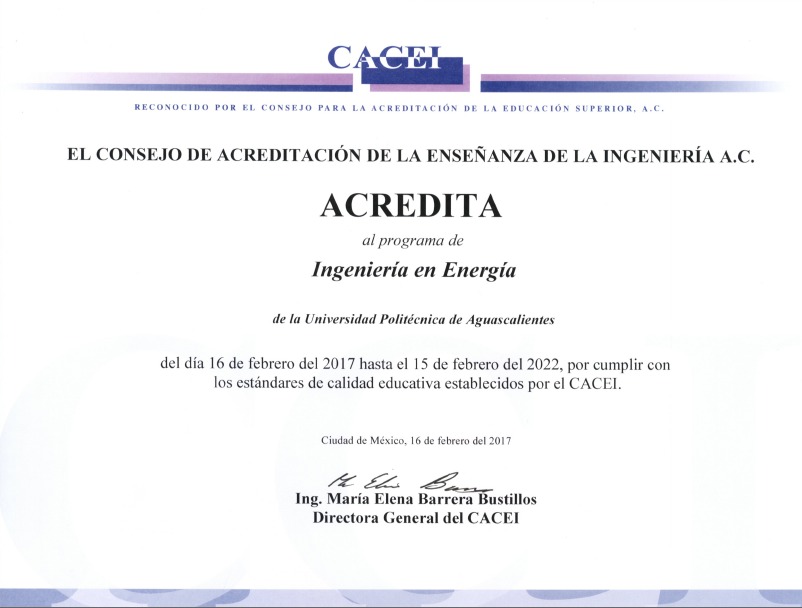 CACEI
RECONOCIDO POR EL CONSEJO PARA LA ACREDITACIÓN DE LA EDUCACIÓN SUPERIOR, A.C.
EL CONSEJO DE ACREDITACIÓN DE LA ENSEÑANZA DE LA INGENIERÍA A.C.
ACREDITA
al programa de
Ingeniería en Energía
de la Universidad Politécnica de Aguascalientes
del día 16 de febrero del 2017 hasta el 15 de febrero del 2022, por cumplir con
los estándares de calidad educativa establecidos por el CACEI.
Ciudad de México, 16 de febrero del 2017
Ing. María Elena Barrera Bustillos
Directora General del CACEI